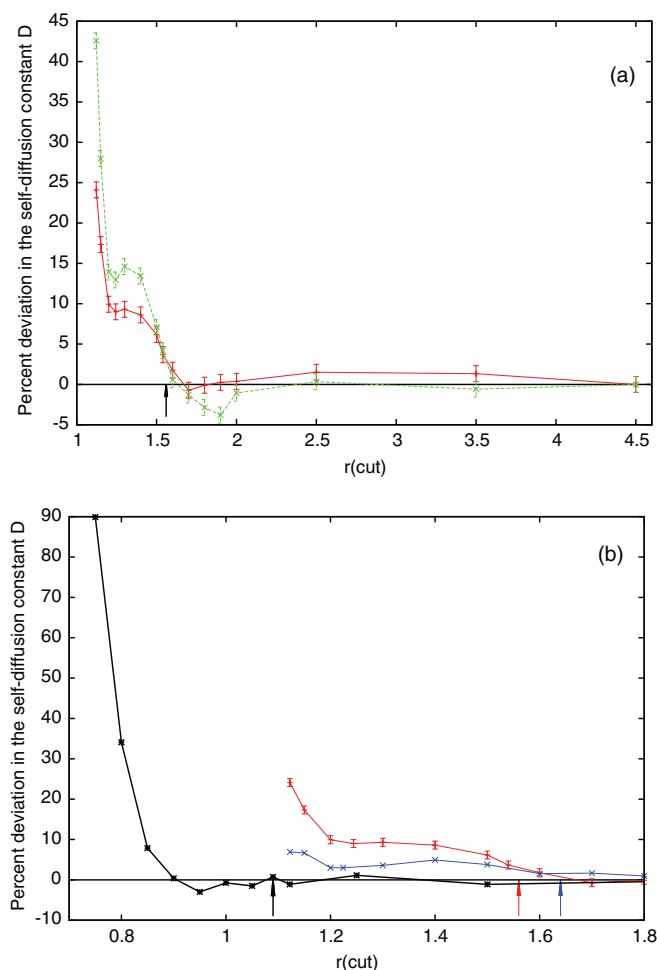 45
40
35
30
25
20
15
10
5
0
-5
Percent deviation in the self-diffusion constant D
(a)
1 1.5 2 2.5 3 3.5 4 4.5
r(cut)
90
80
70
60
50
40
30
20
10
0
-10
Percent deviation in the self-diffusion constant D
(b)
0.8 1 1.2 1.4 1.6 1.8
r(cut)